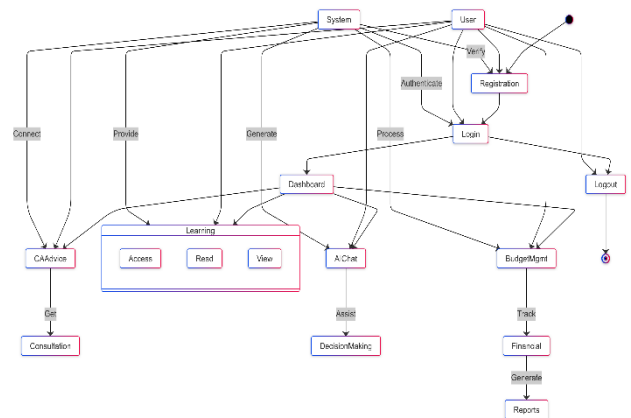 System
User
Verify
Registration
Authenticate
Connect
Provide
Generate
Process
Login
Dashboard
Logout
Learning
CAAdvice
Access
Read
View
AIChat
BudgetMgmt
Get
Assist
Track
Consultation
DecisionMaking
Financial
Generate
Reports